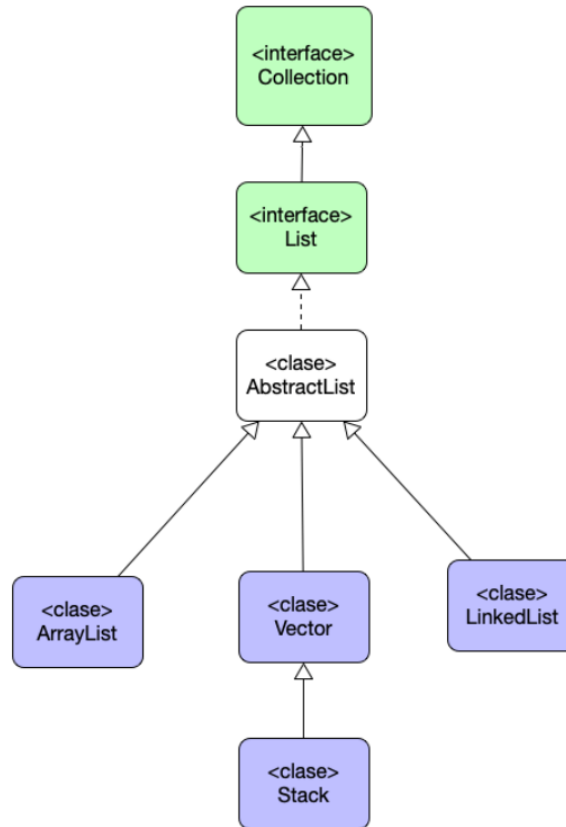 <interface>
Collection
<interface>
List
<clase>
AbstractList
<clase>
ArrayList
<clase>
Vector
<clase>
LinkedList
<clase>
Stack